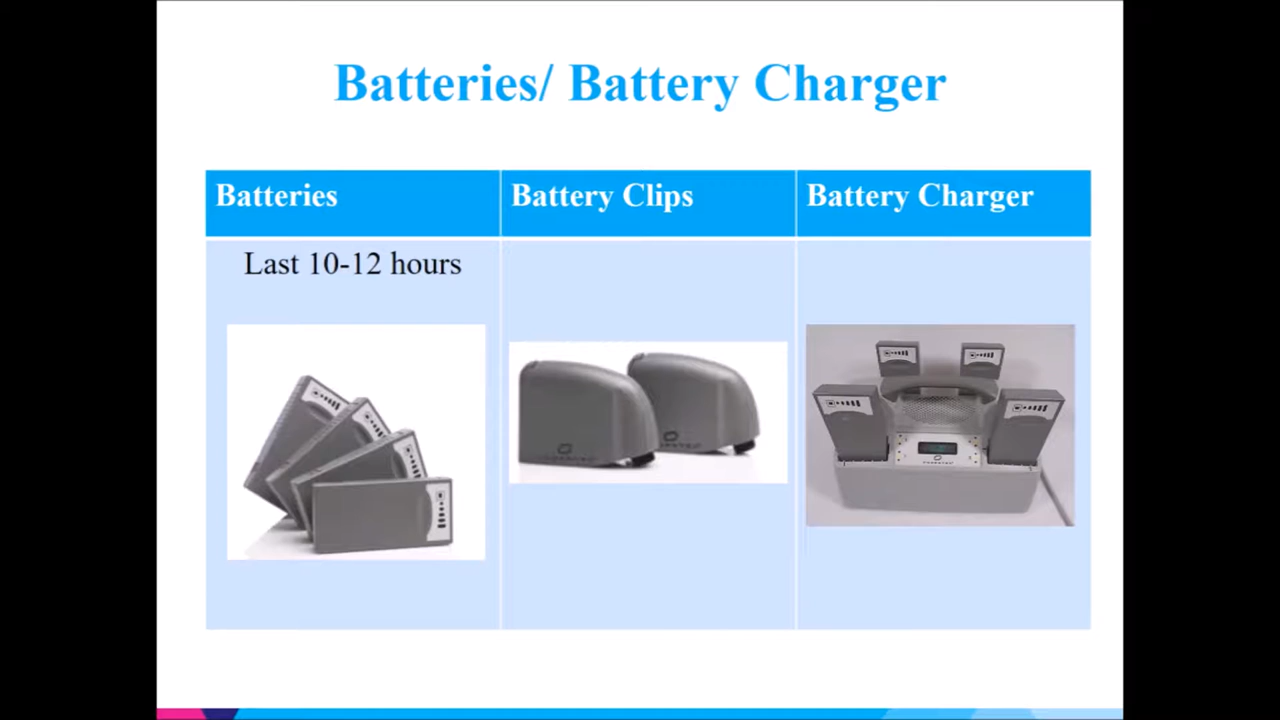 Batteries/ Battery Charger
Batteries
Battery Clips
Battery Charger
Last 10-12 hours